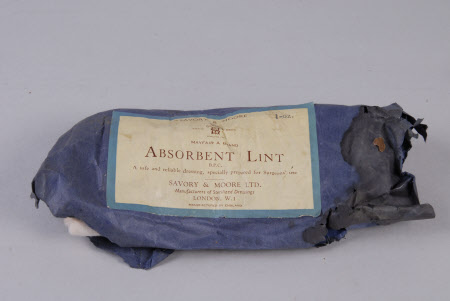 ABSORBENT LINT
B.P.C.
A safe and reliable dressing, specially prepared for Surgeons' use
SAVORY & MOORE LTD.
Manufacturers of Standard Dressings
LONDON, W.1